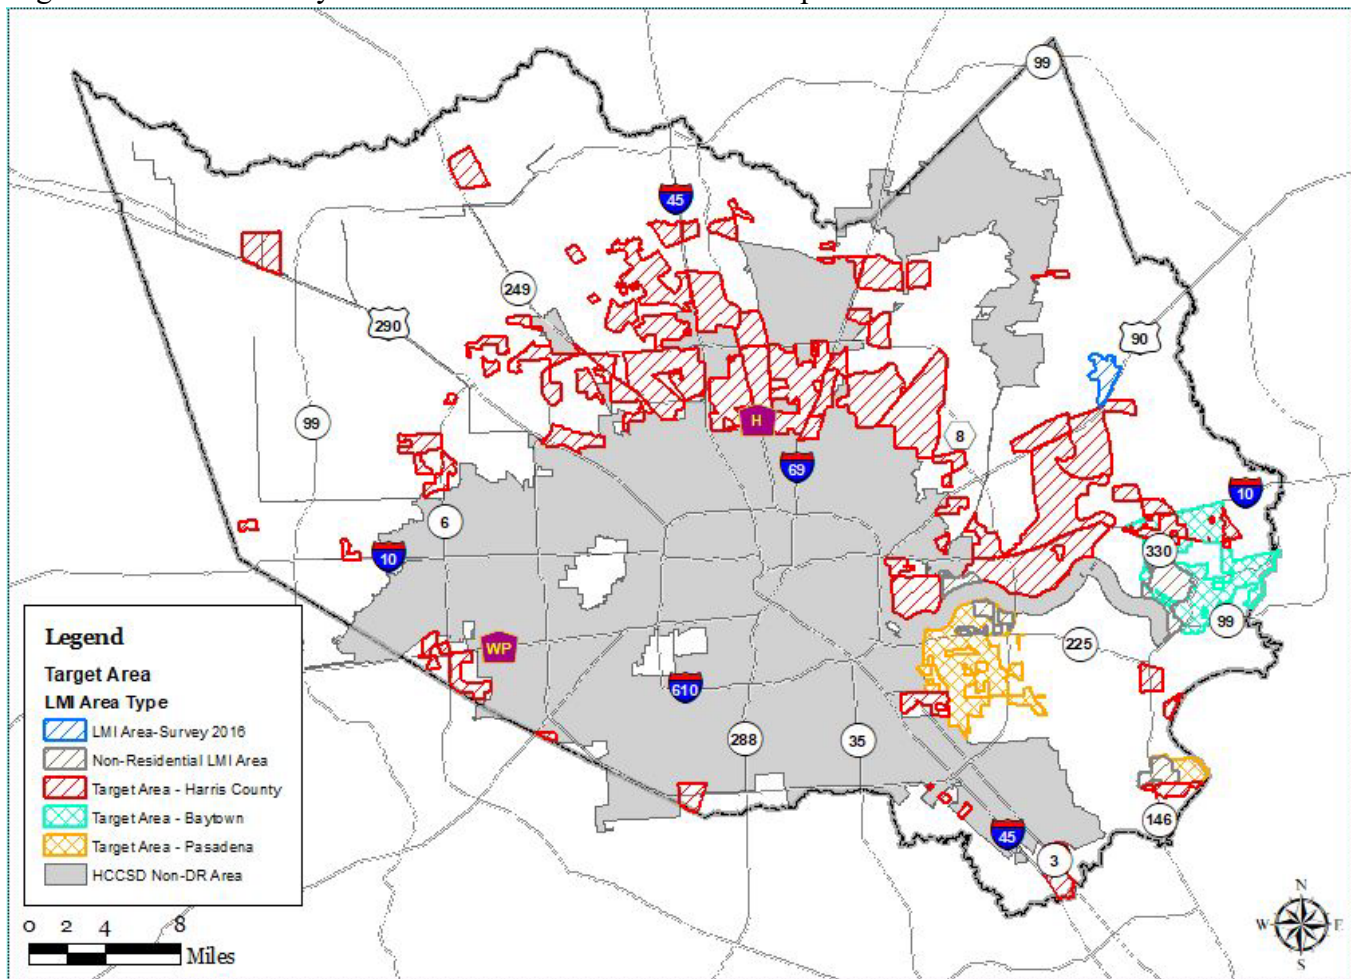 99
45
249
290
90
99
H
8
69
10
6
330
10
WP
99
225
610
288
35
146
45
3
Legend
Target Area
LMI Area Type
LMI Area-Survey 2016
Non-Residential LMI Area
Target Area - Harris County
Target Area - Baytown
Target Area - Pasadena
HCCSD Non-DR Area
0 2 4 8
Miles
N
W E
S